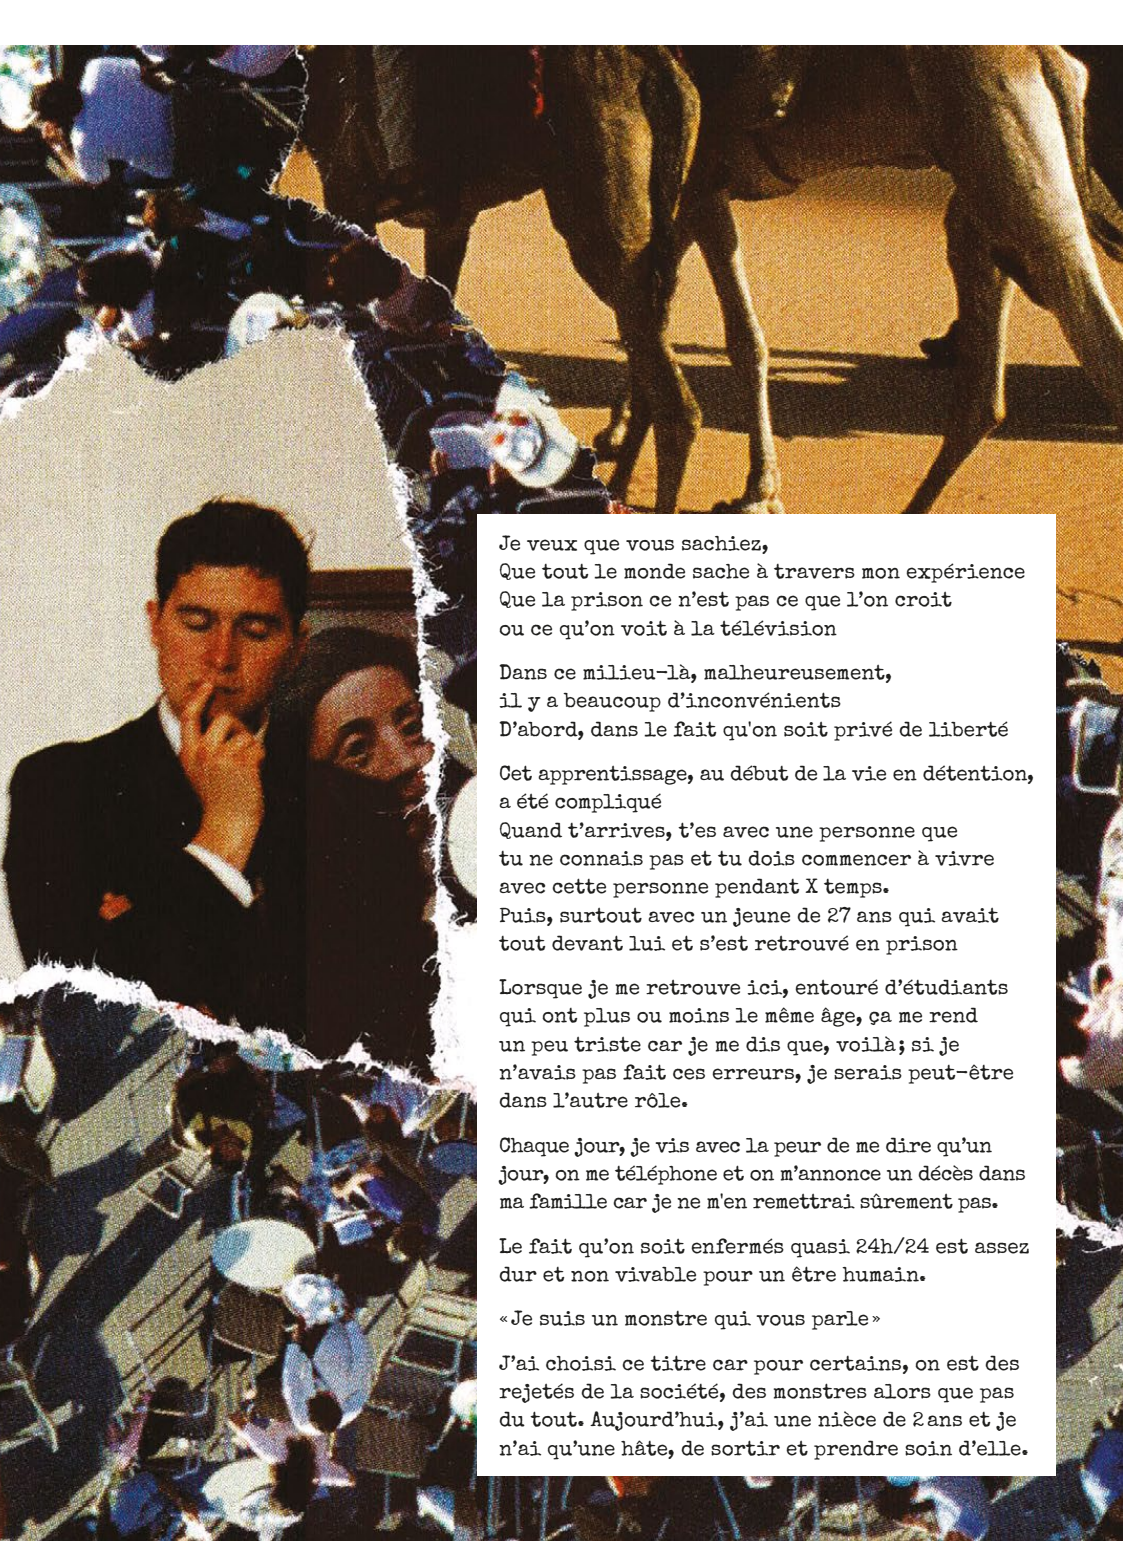 Je veux que vous sachiez,
Que tout le monde sache à travers mon expérience
Que la prison ce n’est pas ce que l’on croit
ou ce qu’on voit à la télévision
Dans ce milieu-là, malheureusement,
il y a beaucoup d’inconvénients
D’abord, dans le fait qu'on soit privé de liberté
Cet apprentissage, au début de la vie en détention,
a été compliqué
Quand t’arrives, t’es avec une personne que
tu ne connais pas et tu dois commencer à vivre
avec cette personne pendant X temps.
Puis, surtout avec un jeune de 27 ans qui avait
tout devant lui et s’est retrouvé en prison
Lorsque je me retrouve ici, entouré d’étudiants
qui ont plus ou moins le même âge, ça me rend
un peu triste car je me dis que, voilà; si je
n’avais pas fait ces erreurs, je serais peut-être
dans l’autre rôle.
Chaque jour, je vis avec la peur de me dire qu’un
jour, on me téléphone et on m’annonce un décès dans
ma famille car je ne m'en remettrai sûrement pas.
Le fait qu’on soit enfermés quasi 24h/24 est assez
dur et non vivable pour un être humain.
«Je suis un monstre qui vous parle»
J’ai choisi ce titre car pour certains, on est des
rejetés de la société, des monstres alors que pas
du tout. Aujourd’hui, j’ai une nièce de 2 ans et je
n’ai qu’une hâte, de sortir et prendre soin d’elle.